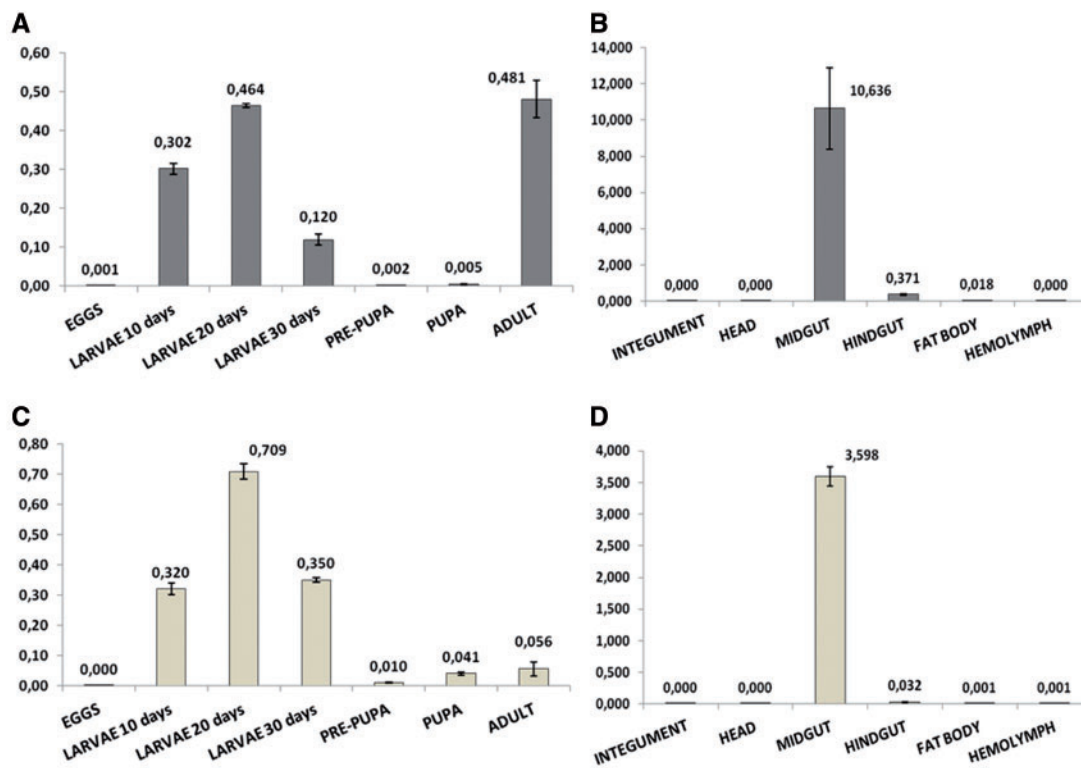 A
0,60
0,50
0,40
0,30
0,20
0,10
0,00
0,001
0,302
0,464
0,120
0,002
0,005
0,481
EGGS
LARVAE 10 days
LARVAE 20 days
LARVAE 30 days
PRE-PUPA
PUPA
ADULT
B
14,000
12,000
10,000
8,000
6,000
4,000
2,000
0,000
0,000
0,000
10,636
0,371
0,018
0,000
INTEGUMENT
HEAD
MIDGUT
HINDGUT
FAT BODY
HEMOLYMPH
C
0,80
0,70
0,60
0,50
0,40
0,30
0,20
0,10
0,00
0,000
0,320
0,709
0,350
0,010
0,041
0,056
EGGS
LARVAE 10 days
LARVAE 20 days
LARVAE 30 days
PRE-PUPA
PUPA
ADULT
D
4,000
3,500
3,000
2,500
2,000
1,500
1,000
0,500
0,000
0,000
0,000
3,598
0,032
0,001
0,001
INTEGUMENT
HEAD
MIDGUT
HINDGUT
FAT BODY
HEMOLYMPH